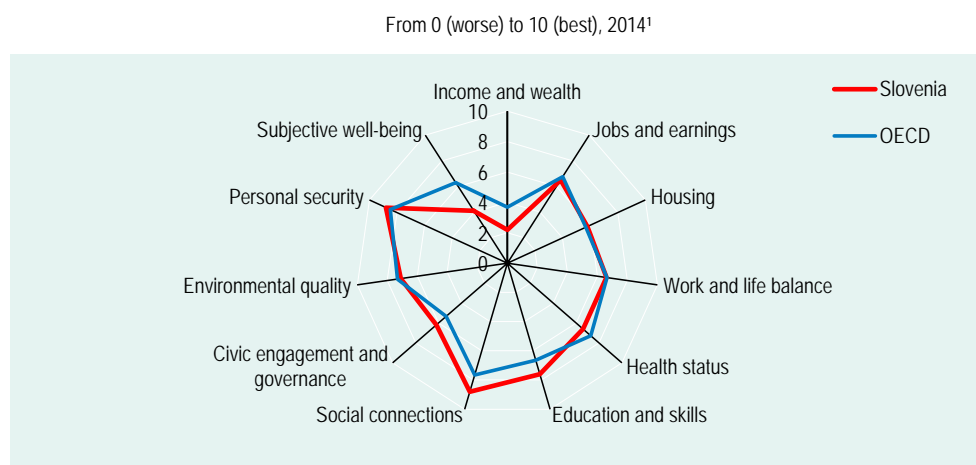 From 0 (worse) to 10 (best), 2014¹
Income and wealth
10
8
6
4
2
0
Jobs and earnings
Housing
Work and life balance
Health status
Education and skills
Social connections
Civic engagement and
governance
Environmental quality
Personal security
Subjective well-being
Slovenia
OECD